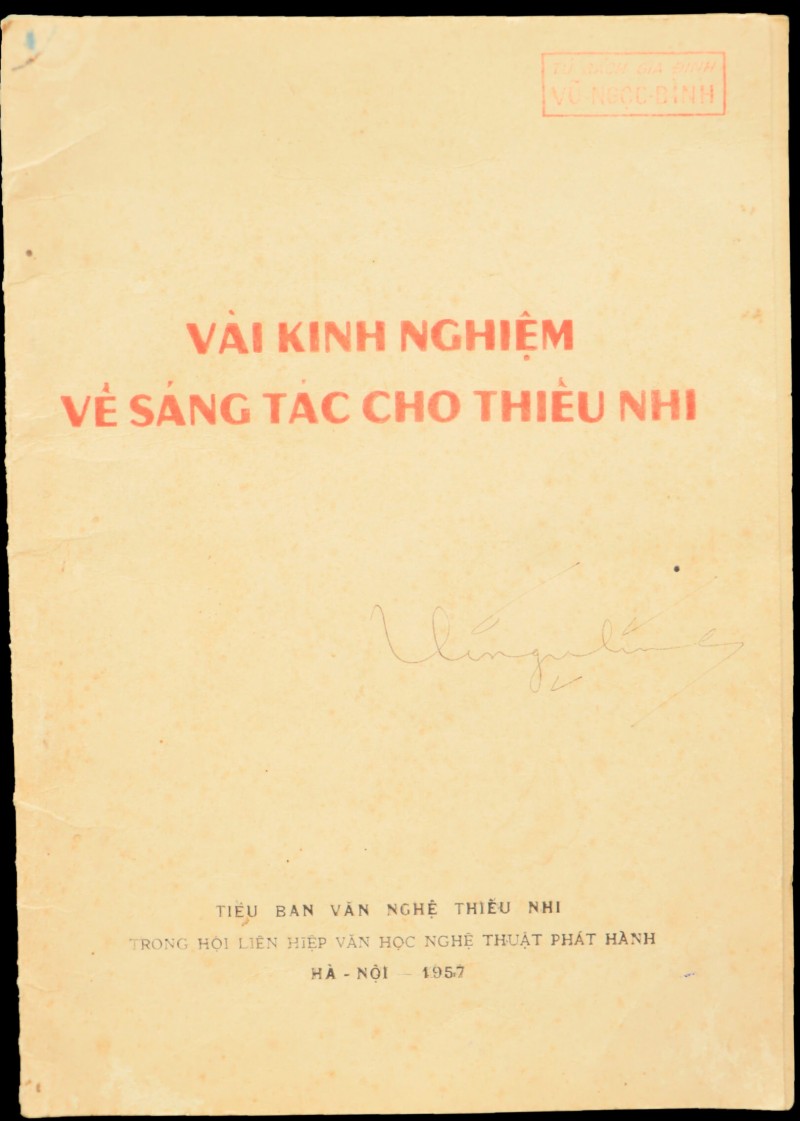 TỦ SÁCH GIA ĐÌNH
VŨ-NGỌC-BÌNH
VÀI KINH NGHIỆM
VỀ SÁNG TÁC CHO THIẾU NHI
TIỂU BAN VĂN NGHỆ THIẾU NHI
TRONG HỘI LIÊN HIỆP VĂN HỌC NGHỆ THUẬT PHÁT HÀNH
HÀ - NỘI — 1957